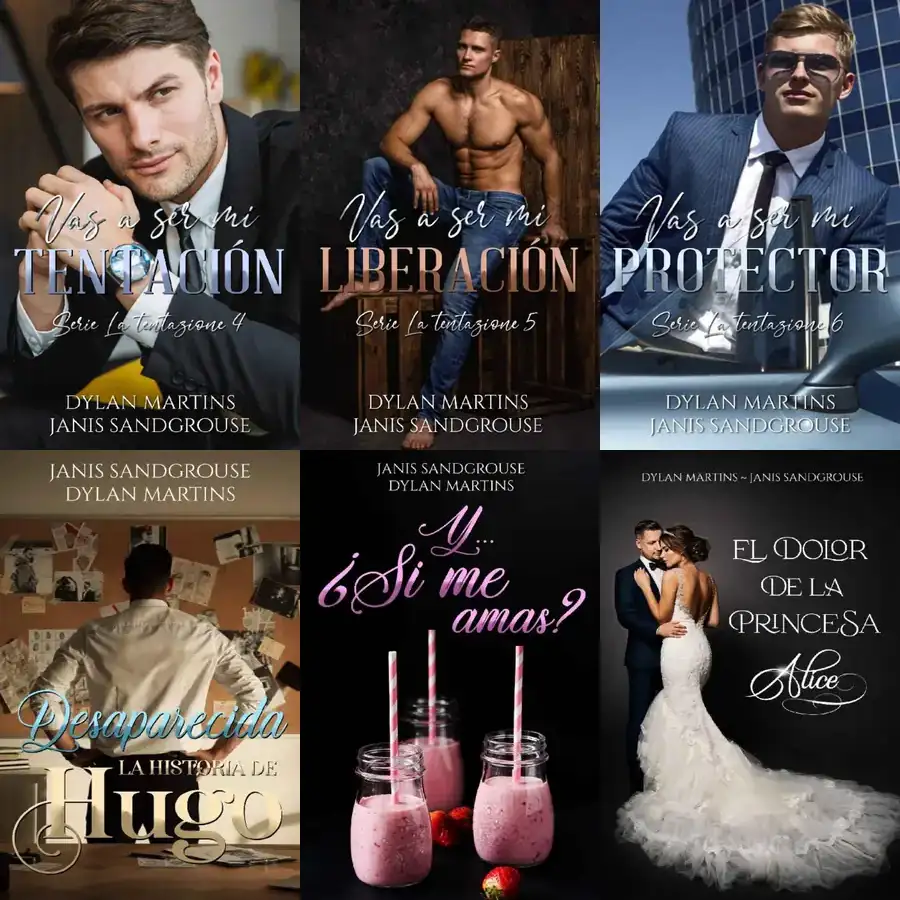 Vas a ser mi
TENTACIÓN
Serie La tentazione 4
DYLAN MARTINS
JANIS SANDGROUSE
Vas a ser mi
LIBERACIÓN
Serie La tentazione 5
DYLAN MARTINS
JANIS SANDGROUSE
Vas a ser mi
PROTECTOR
Serie La tentazione 6
DYLAN MARTINS
JANIS SANDGROUSE
JANIS SANDGROUSE
DYLAN MARTINS
Desaparecida
LA HISTORIA DE
Hugo
JANIS SANDGROUSE
DYLAN MARTINS
Y...
¿Si me
amas?
DYLAN MARTINS ~ JANIS SANDGROUSE
EL DOLOR
DE LA
PRINCESA
Alice